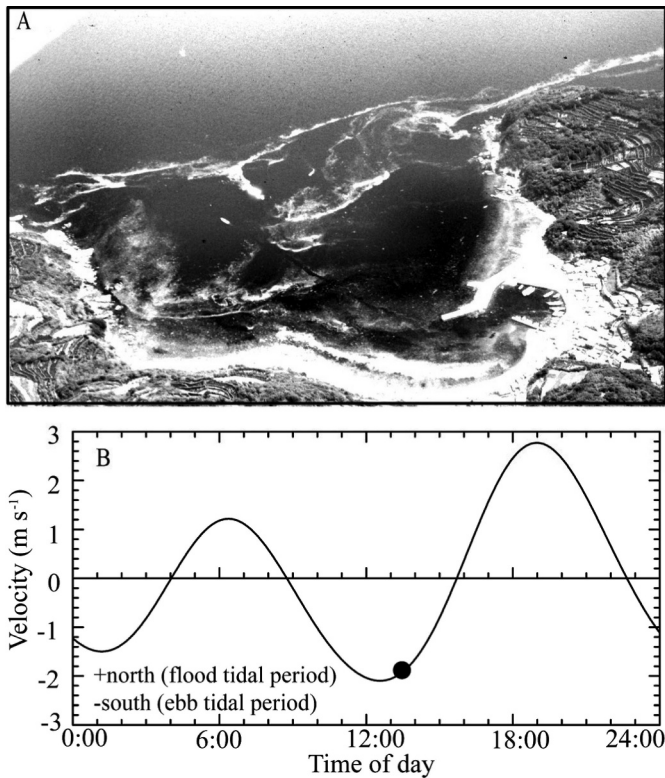 A
B
3
2
1
0
-1
-2
-3
Velocity (m s⁻¹)
+north (flood tidal period)
-south (ebb tidal period)
0:00 6:00 12:00 18:00 24:00
Time of day